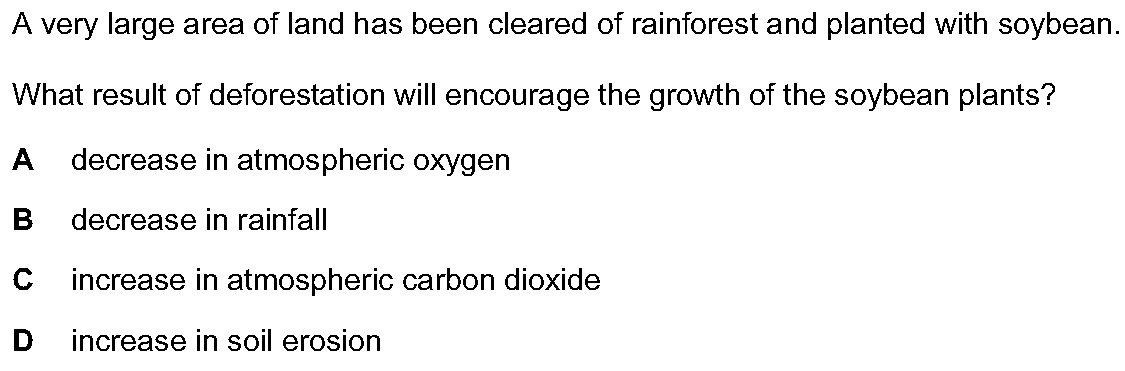 A very large area of land has been cleared of rainforest and planted with soybean.
What result of deforestation will encourage the growth of the soybean plants?
A decrease in atmospheric oxygen
B decrease in rainfall
C increase in atmospheric carbon dioxide
D increase in soil erosion